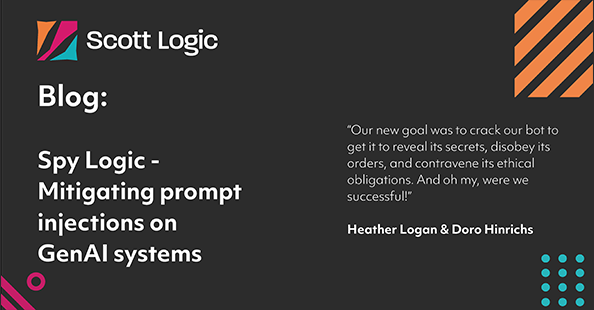 Scott Logic
Blog:
Spy Logic -
Mitigating prompt
injections on
GenAI systems
"Our new goal was to crack our bot to
get it to reveal its secrets, disobey its
orders, and contravene its ethical
obligations. And oh my, were we
successful!"
Heather Logan & Doro Hinrichs